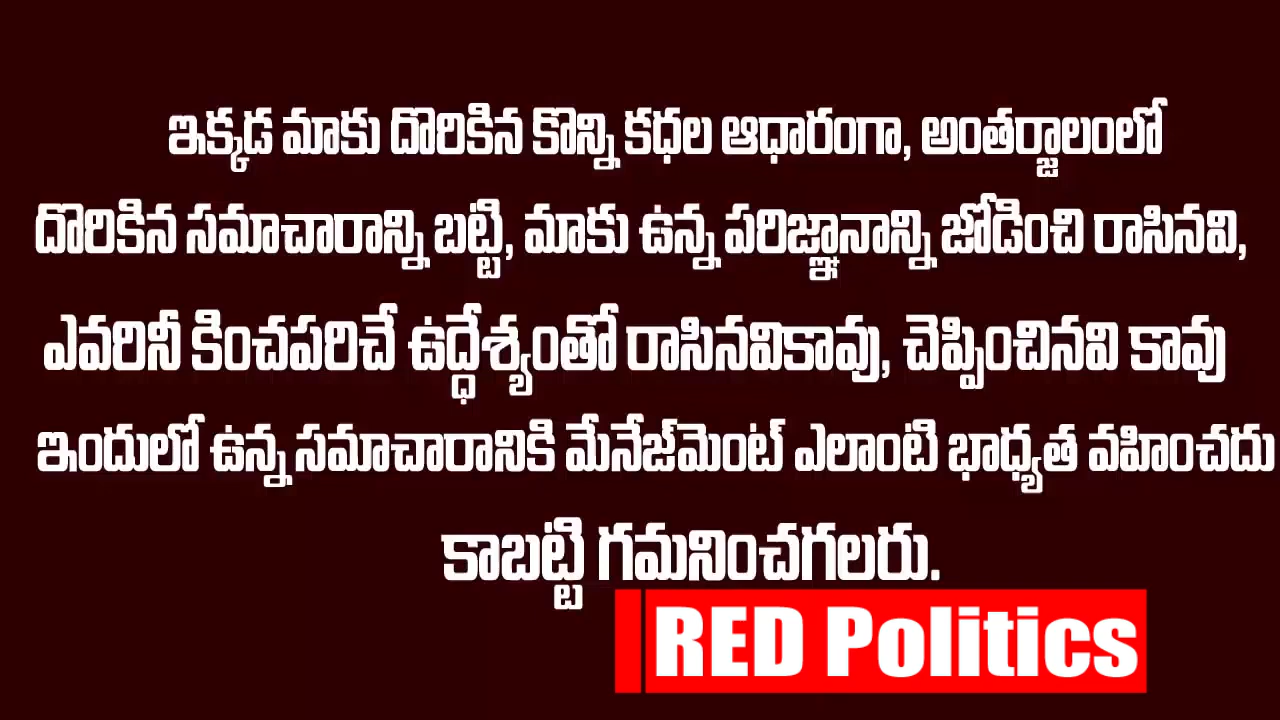 ఇక్కడ మాకు దొరికిన కొన్ని కధల ఆధారంగా, అంతర్జాలంలో
దొరికిన సమాచారాన్ని బట్టి, మాకు ఉన్న పరిజ్ఞానాన్ని జోడించి రాసినవి,
ఎవరినీ కించపరిచే ఉద్ధేశ్యంతో రాసినవికావు, చెప్పించినవి కావు
ఇందులో ఉన్న సమాచారానికి మేనేజ్‌మెంట్ ఎలాంటి భాధ్యత వహించదు
కాబట్టి గమనించగలరు.
RED Politics